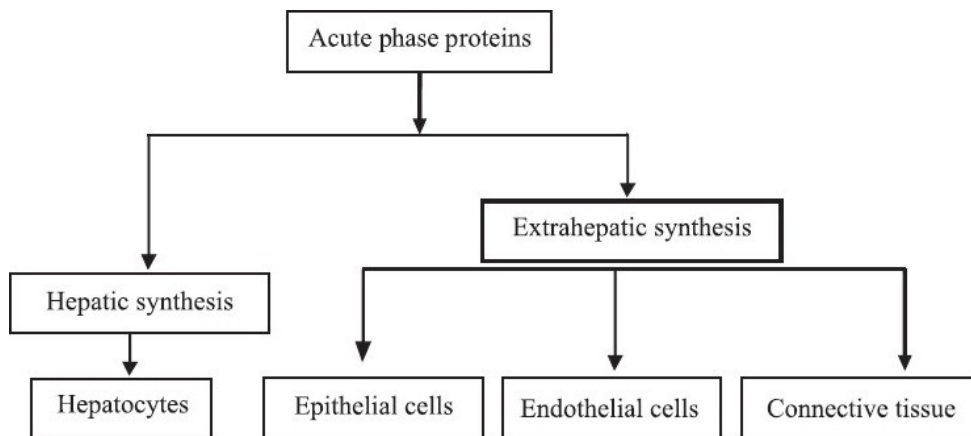 Acute phase proteins
Extrahepatic synthesis
Hepatic synthesis
Hepatocytes
Epithelial cells
Endothelial cells
Connective tissue